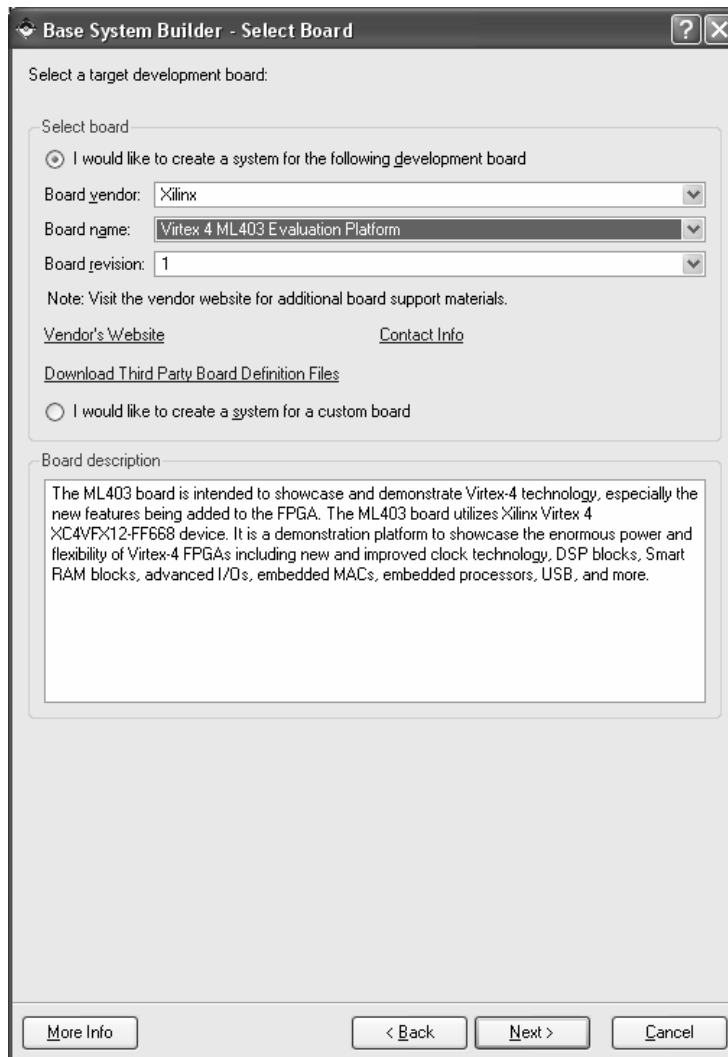 Base System Builder - Select Board
Select a target development board:
Select board
I would like to create a system for the following development board
Board vendor: Xilinx
Board name: Virtex 4 ML403 Evaluation Platform
Board revision: 1
Note: Visit the vendor website for additional board support materials.
Vendor's Website Contact Info
Download Third Party Board Definition Files
I would like to create a system for a custom board
Board description
The ML403 board is intended to showcase and demonstrate Virtex-4 technology, especially the
new features being added to the FPGA. The ML403 board utilizes Xilinx Virtex 4
XC4VFX12-FF668 device. It is a demonstration platform to showcase the enormous power and
flexibility of Virtex-4 FPGAs including new and improved clock technology, DSP blocks, Smart
RAM blocks, advanced I/Os, embedded MACs, embedded processors, USB, and more.
More Info < Back Next > Cancel